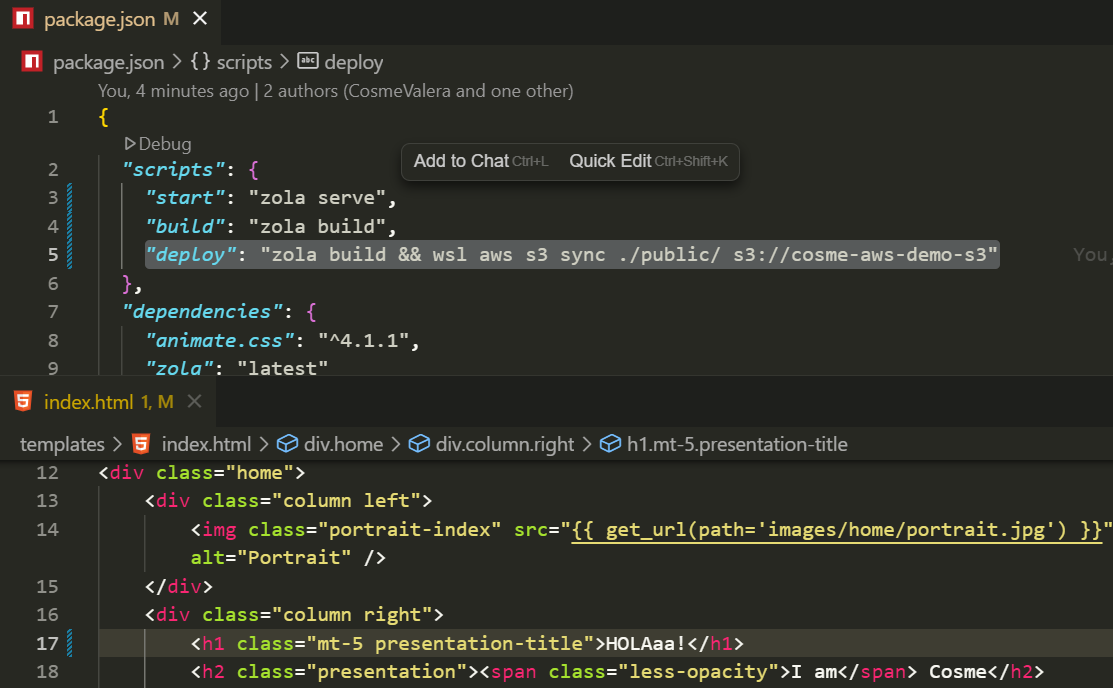 package.json M
package.json > {} scripts > abc deploy
You, 4 minutes ago | 2 authors (CosmeValera and one other)
1 {
Debug
Add to Chat Ctrl+L Quick Edit Ctrl+Shift+K
2 "scripts": {
3 "start": "zola serve",
4 "build": "zola build",
5 "deploy": "zola build && wsl aws s3 sync ./public/ s3://cosme-aws-demo-s3" You,
6 },
7 "dependencies": {
8 "animate.css": "^4.1.1",
9 "zola": "latest"
index.html 1, M
templates > index.html > div.home > div.column.right > h1.mt-5.presentation-title
12 <div class="home">
13 <div class="column left">
14 <img class="portrait-index" src="{{ get_url(path='images/home/portrait.jpg') }}"
alt="Portrait" />
15 </div>
16 <div class="column right">
17 <h1 class="mt-5 presentation-title">HOLAaa!</h1>
18 <h2 class="presentation"><span class="less-opacity">I am</span> Cosme</h2>